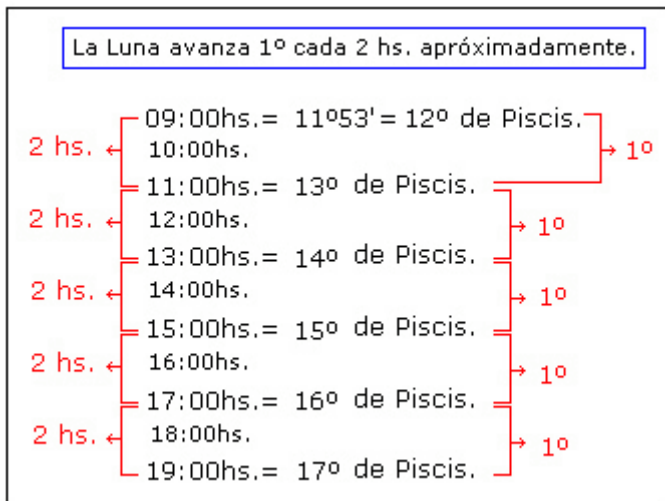 La Luna avanza 1º cada 2 hs. apróximadamente.
09:00hs.= 11º53'= 12º de Piscis.
2 hs. 10:00hs. 1º
11:00hs.= 13º de Piscis.
2 hs. 12:00hs. 1º
13:00hs.= 14º de Piscis.
2 hs. 14:00hs. 1º
15:00hs.= 15º de Piscis.
2 hs. 16:00hs. 1º
17:00hs.= 16º de Piscis.
2 hs. 18:00hs. 1º
19:00hs.= 17º de Piscis.